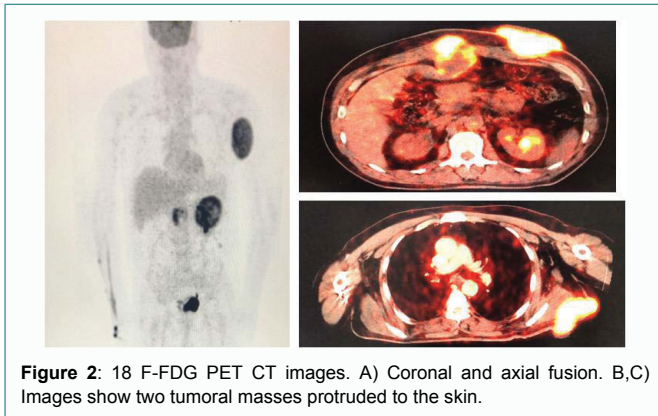 Figure 2: 18 F-FDG PET CT images. A) Coronal and axial fusion. B,C)
Images show two tumoral masses protruded to the skin.